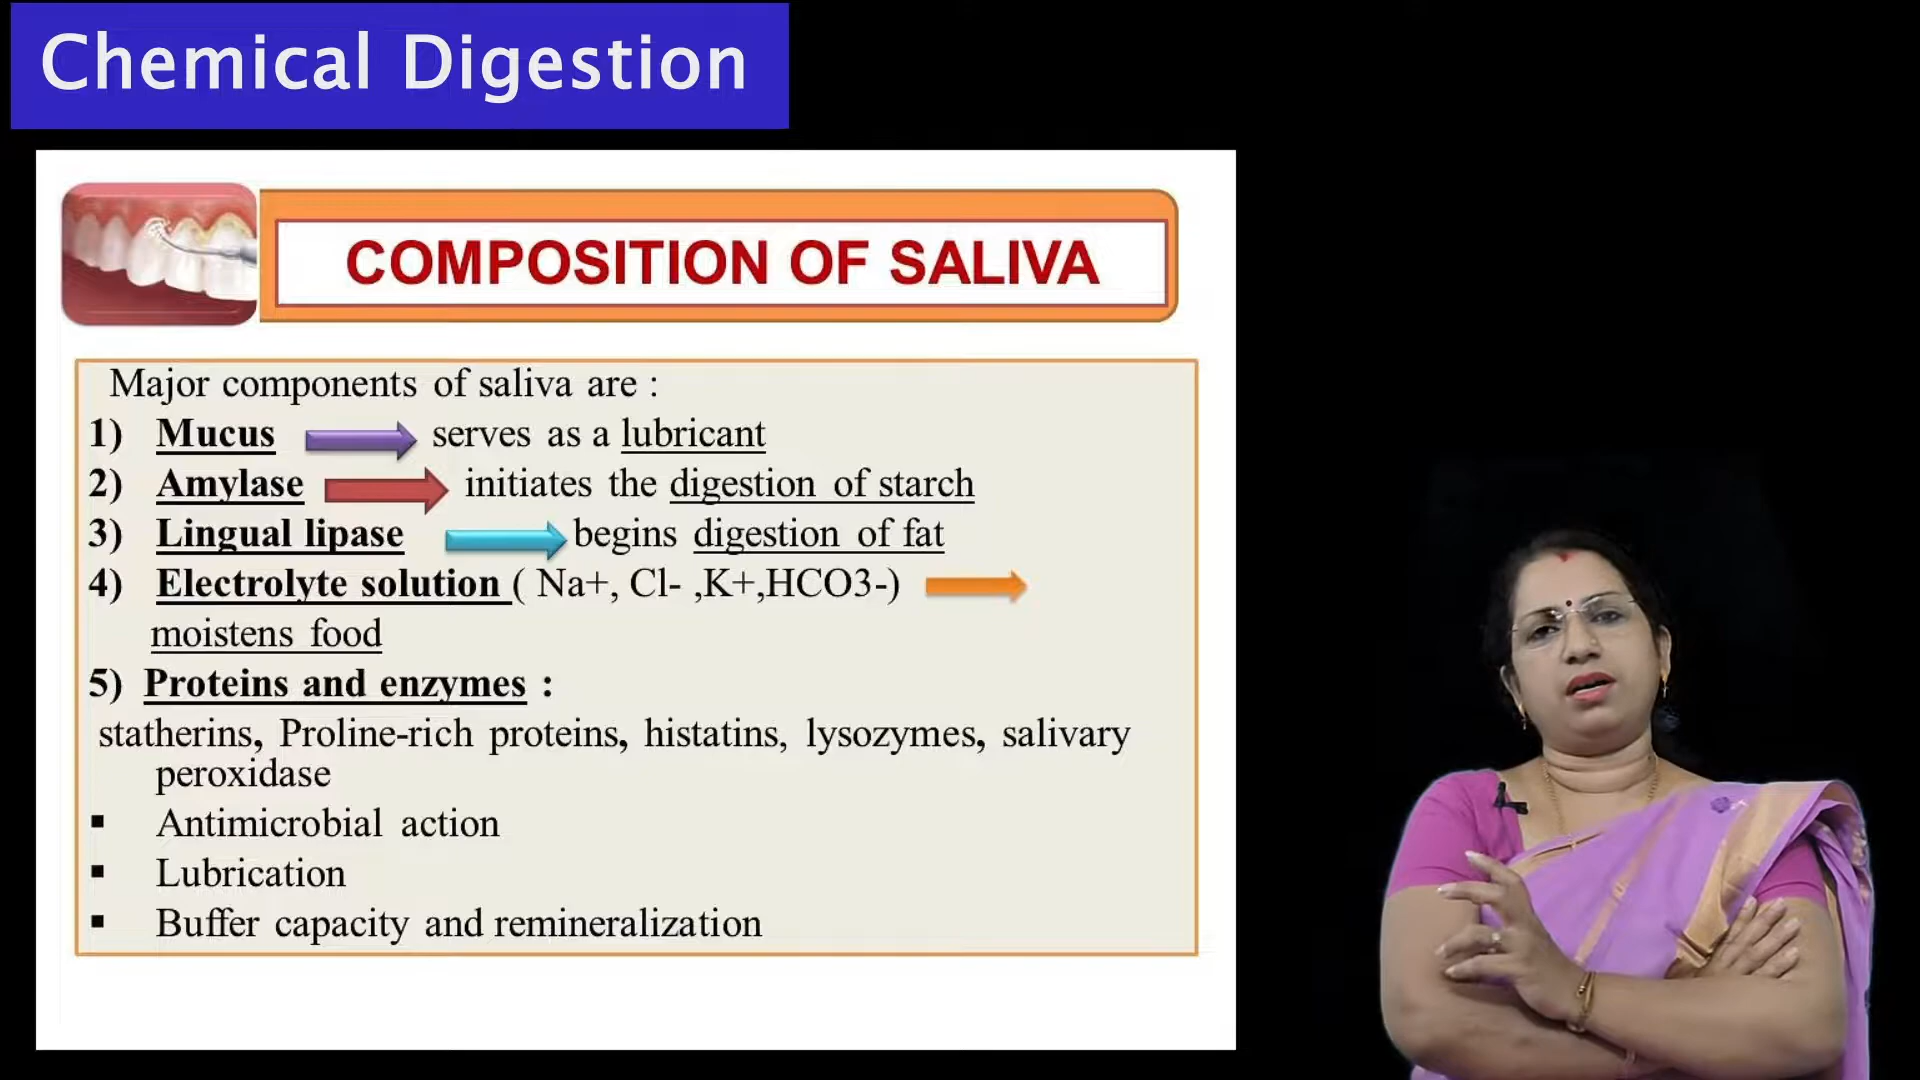 Chemical Digestion
COMPOSITION OF SALIVA
Major components of saliva are :
1) Mucus serves as a lubricant
2) Amylase initiates the digestion of starch
3) Lingual lipase begins digestion of fat
4) Electrolyte solution ( Na+, Cl- ,K+,HCO3-)
moistens food
5) Proteins and enzymes :
statherins, Proline-rich proteins, histatins, lysozymes, salivary
peroxidase
▪ Antimicrobial action
▪ Lubrication
▪ Buffer capacity and remineralization